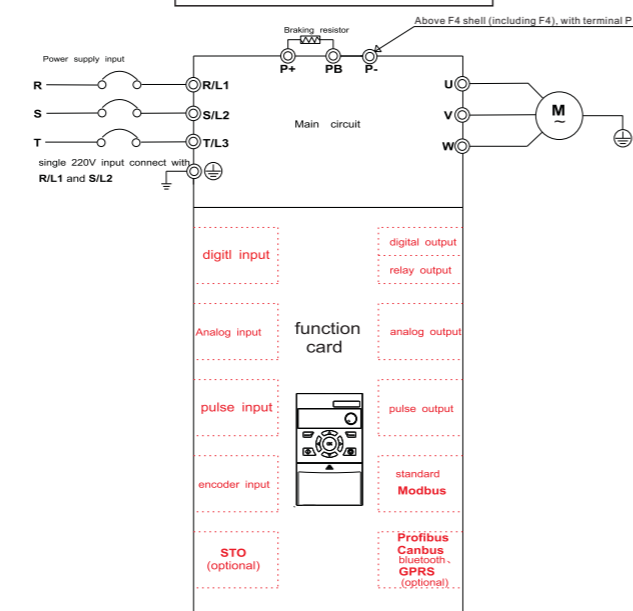 Above F4 shell (including F4), with terminal P
Braking resistor
P+ PB P-
Power supply input
R R/L1
S S/L2
T T/L3
single 220V input connect with
R/L1 and S/L2
Main circuit
U
V
W
M
~
digitl input
digital output
relay output
Analog input
function
card
analog output
pulse input
pulse output
encoder input
standard
Modbus
STO
(optional)
Profibus
Canbus
bluetooth、
GPRS
(optional)